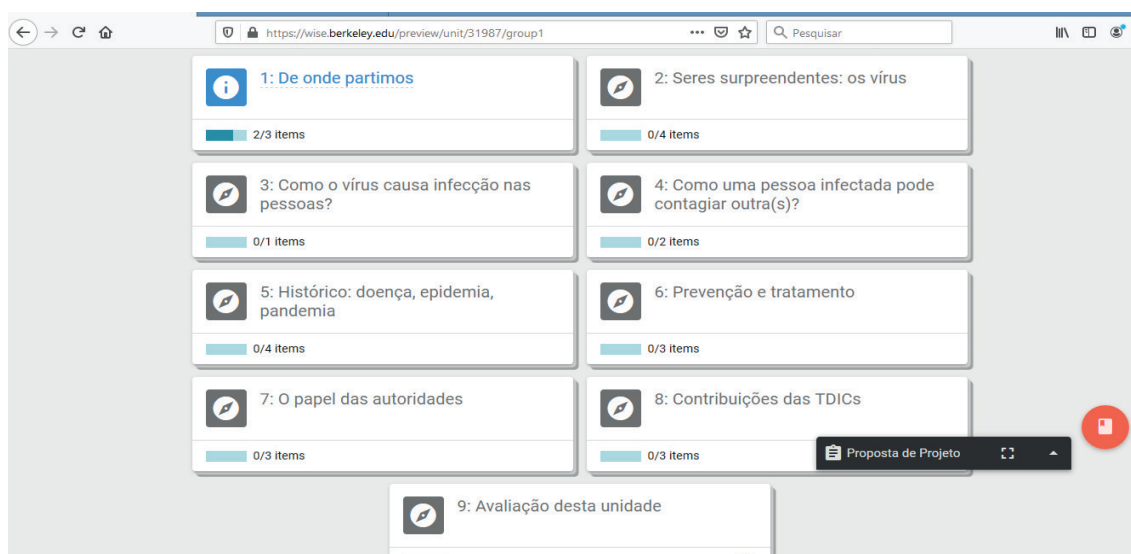 https://wise.berkeley.edu/preview/unit/31987/group1
Pesquisar
1: De onde partimos
2/3 items
2: Seres surpreendentes: os vírus
0/4 items
3: Como o vírus causa infecção nas
pessoas?
0/1 items
4: Como uma pessoa infectada pode
contagiar outra(s)?
0/2 items
5: Histórico: doença, epidemia,
pandemia
0/4 items
6: Prevenção e tratamento
0/3 items
7: O papel das autoridades
0/3 items
8: Contribuições das TDICs
0/3 items
Proposta de Projeto
9: Avaliação desta unidade